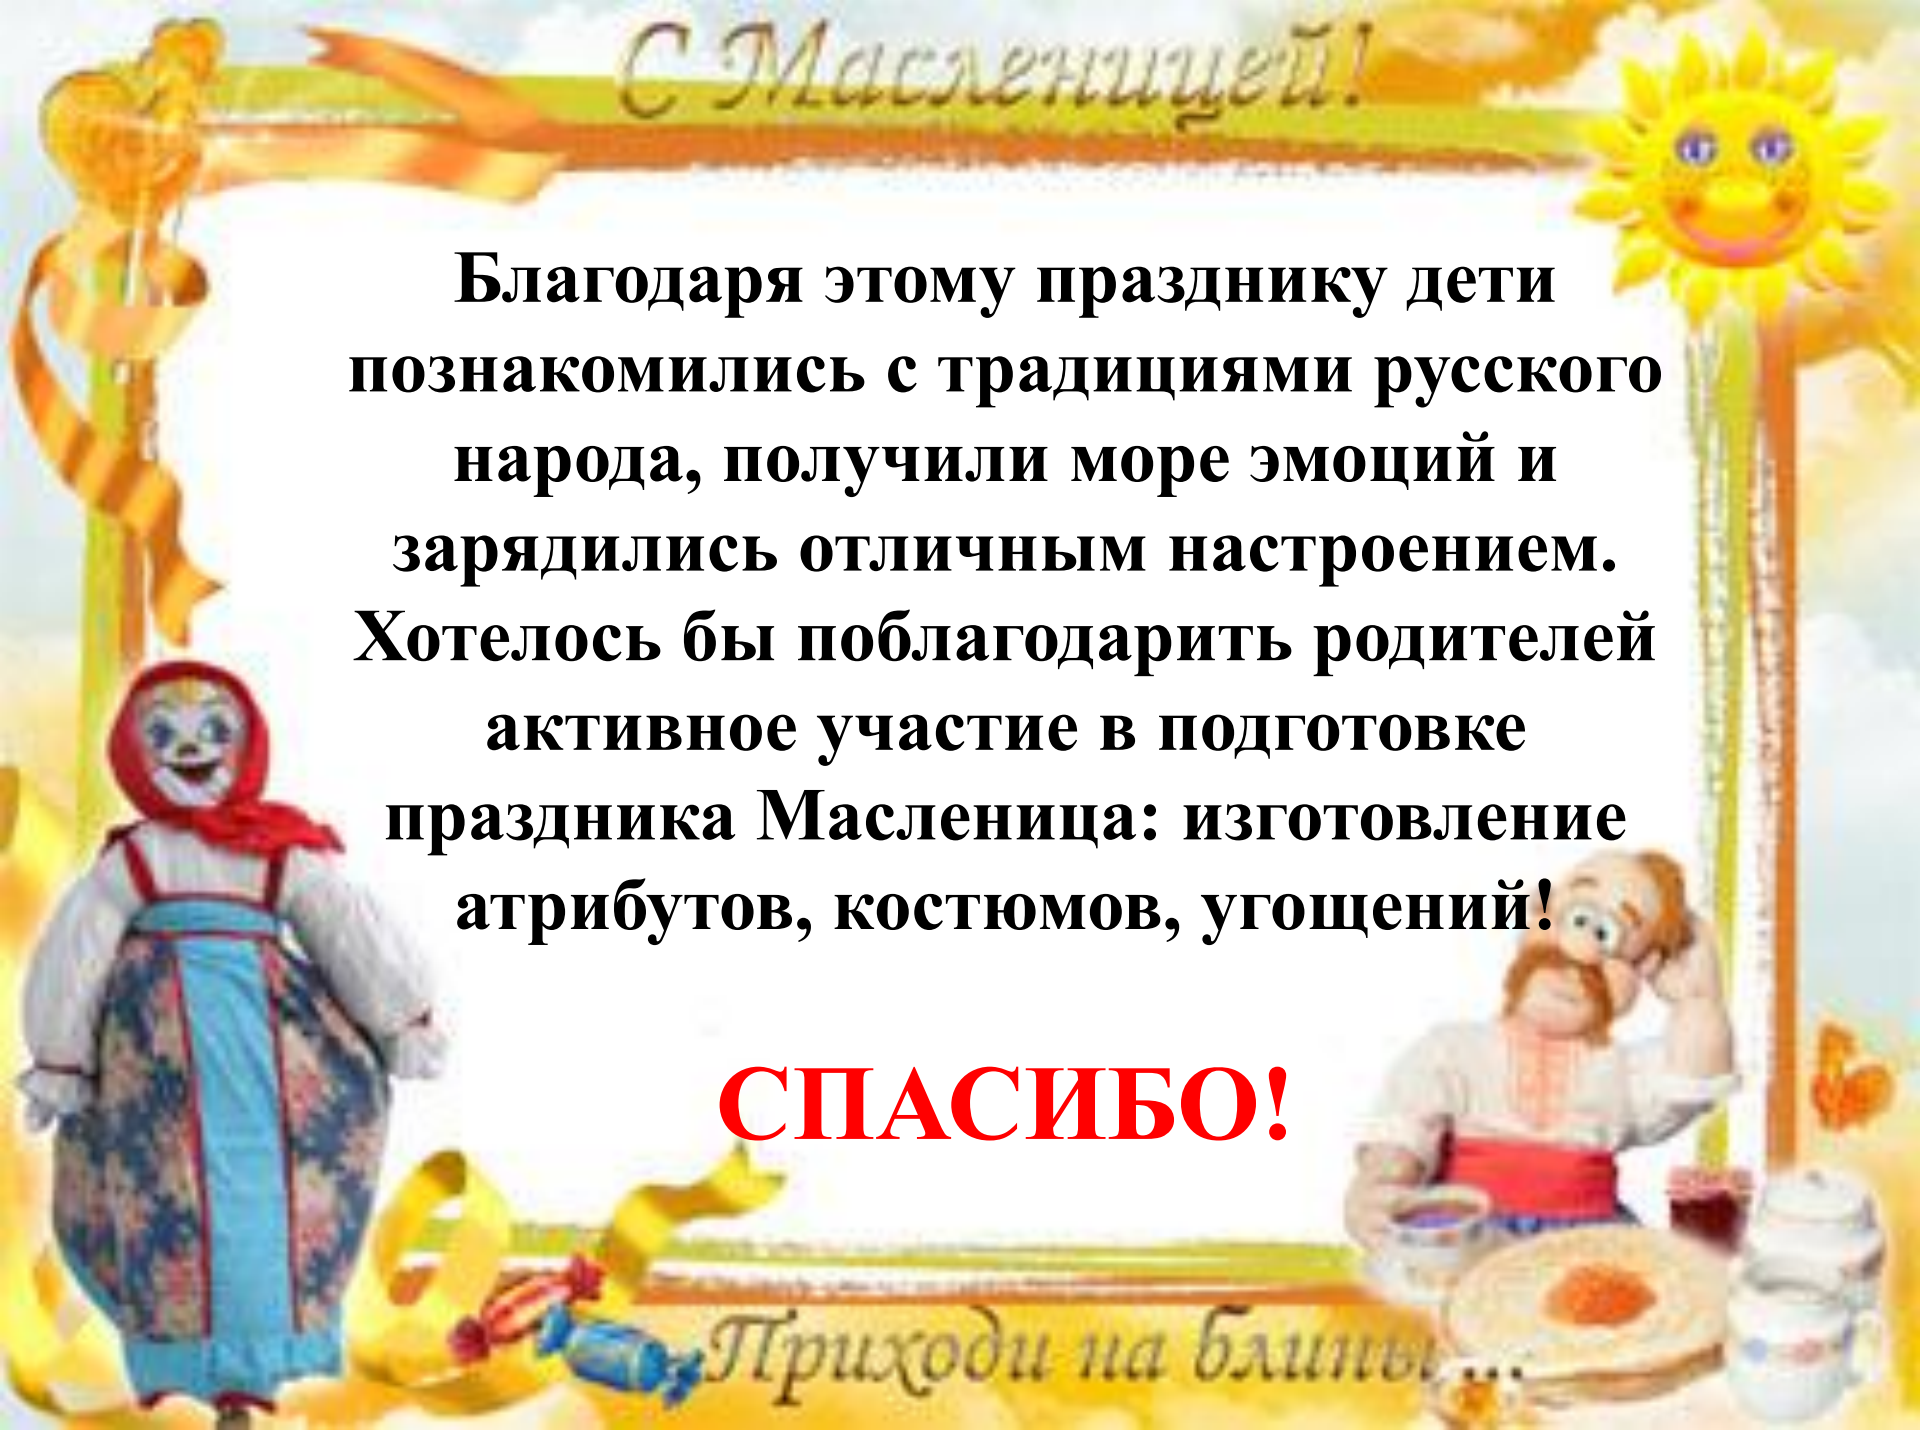 С Масленицей!
Благодаря этому празднику дети
познакомились с традициями русского
народа, получили море эмоций и
зарядились отличным настроением.
Хотелось бы поблагодарить родителей
активное участие в подготовке
праздника Масленица: изготовление
атрибутов, костюмов, угощений!
СПАСИБО!
Приходи на блины ...